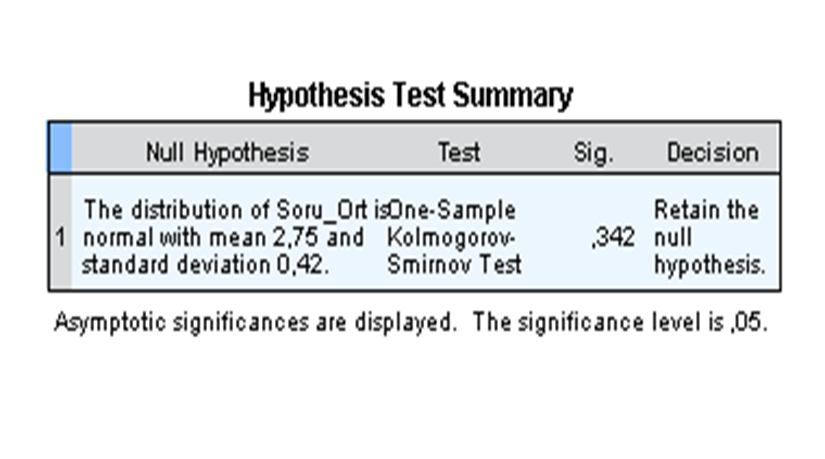 Hypothesis Test Summary
Null Hypothesis Test Sig. Decision
The distribution of Soru_Ort is One-Sample Retain the
1 normal with mean 2,75 and Kolmogorov- ,342 null
standard deviation 0,42. Smirnov Test hypothesis.
Asymptotic significances are displayed. The significance level is ,05.